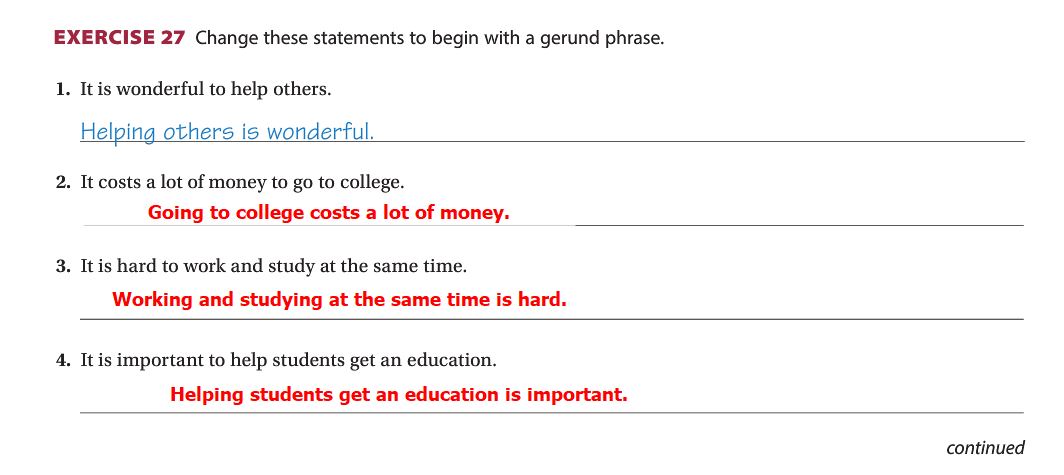 EXERCISE 27 Change these statements to begin with a gerund phrase.
1. It is wonderful to help others.
Helping others is wonderful.
2. It costs a lot of money to go to college.
Going to college costs a lot of money.
3. It is hard to work and study at the same time.
Working and studying at the same time is hard.
4. It is important to help students get an education.
Helping students get an education is important.
continued